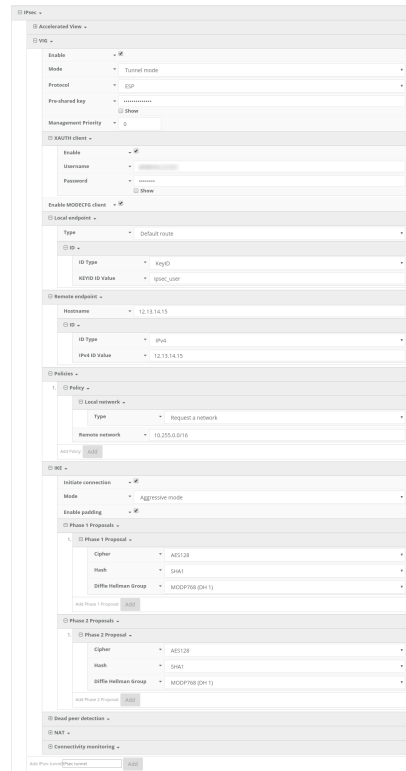 IPsec
Accelerated View
VIG
Enable
Mode Tunnel mode
Protocol ESP
Pre-shared key ••••••••••••••
Show
Management Priority 0
XAUTH client
Enable
Username
Password ••••••••
Show
Enable MODECFG client
Local endpoint
Type Default route
ID
ID Type KeyID
KEYID ID Value ipsec_user
Remote endpoint
Hostname 12.13.14.15
ID
ID Type IPv4
IPv4 ID Value 12.13.14.15
Policies
1. Policy
Local network
Type Request a network
Remote network 10.255.0.0/16
Add Policy Add
IKE
Initiate connection
Mode Aggressive mode
Enable padding
Phase 1 Proposals
1. Phase 1 Proposal
Cipher AES128
Hash SHA1
Diffie Hellman Group MODP768 (DH 1)
Add Phase 1 Proposal Add
Phase 2 Proposals
1. Phase 2 Proposal
Cipher AES128
Hash SHA1
Diffie Hellman Group MODP768 (DH 1)
Add Phase 2 Proposal Add
Dead peer detection
NAT
Connectivity monitoring
Add IPsec tunnel IPsec tunnel Add